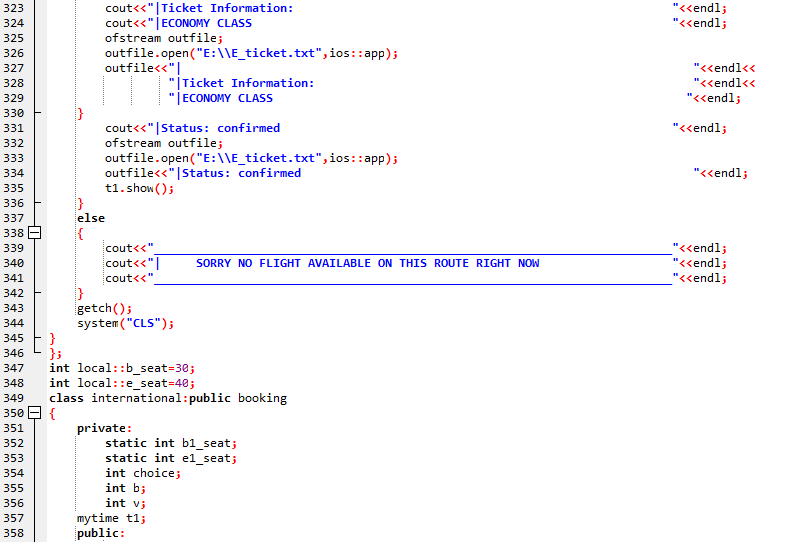 323 cout<<"|Ticket Information: "<<endl;
324 cout<<"|ECONOMY CLASS "<<endl;
325 ofstream outfile;
326 outfile.open("E:\\E_ticket.txt",ios::app);
327 outfile<<"| "<<endl<<
328 "|Ticket Information: "<<endl<<
329 "|ECONOMY CLASS "<<endl;
330 }
331 cout<<"|Status: confirmed "<<endl;
332 ofstream outfile;
333 outfile.open("E:\\E_ticket.txt",ios::app);
334 outfile<<"|Status: confirmed "<<endl;
335 t1.show();
336 }
337 else
338 {
339 cout<<"__________________________________________________________________________"<<endl;
340 cout<<"| SORRY NO FLIGHT AVAILABLE ON THIS ROUTE RIGHT NOW "<<endl;
341 cout<<"__________________________________________________________________________"<<endl;
342 }
343 getch();
344 system("CLS");
345 }
346 };
347 int local::b_seat=30;
348 int local::e_seat=40;
349 class international:public booking
350 {
351 private:
352 static int b1_seat;
353 static int e1_seat;
354 int choice;
355 int b;
356 int v;
357 mytime t1;
358 public: